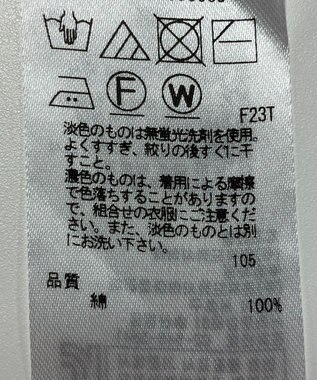 F
W
F23T
淡色のものは無蛍光洗剤を使用。
よくすすぎ、絞りの後すぐに干
すこと。
濃色のものは、着用による摩擦
で色落ちすることがありますの
で、組合せの衣服にご注意くだ
さい。また、淡色のものとは別
にお洗い下さい。
105
品質
綿 100%